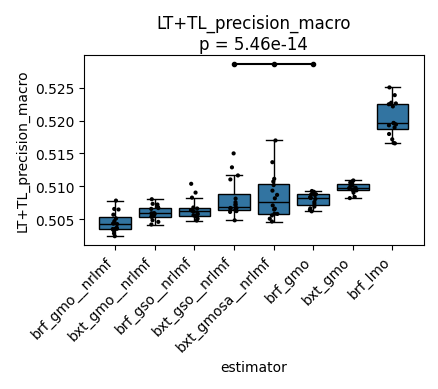 LT+TL_precision_macro
p = 5.46e-14
LT+TL_precision_macro
0.525
0.520
0.515
0.510
0.505
brf_gmo__nrlmf
bxt_gmo__nrlmf
brf_gso__nrlmf
bxt_gso__nrlmf
bxt_gmosa__nrlmf
brf_gmo
bxt_gmo
brf_lmo
estimator